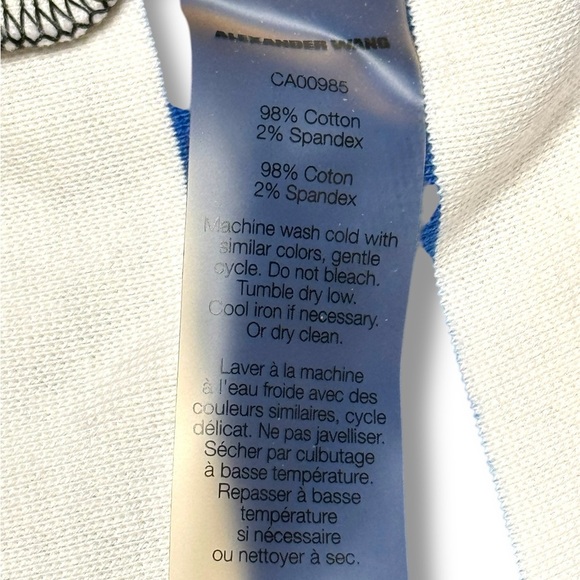 ALEXANDER WANG
CA00985
98% Cotton
2% Spandex
98% Coton
2% Spandex
Machine wash cold with
similar colors, gentle
cycle. Do not bleach.
Tumble dry low.
Cool iron if necessary.
Or dry clean.
Laver à la machine
à l'eau froide avec des
couleurs similaires, cycle
délicat. Ne pas javelliser.
Sécher par culbutage
à basse température.
Repasser à basse
température
si nécessaire
ou nettoyer à sec.